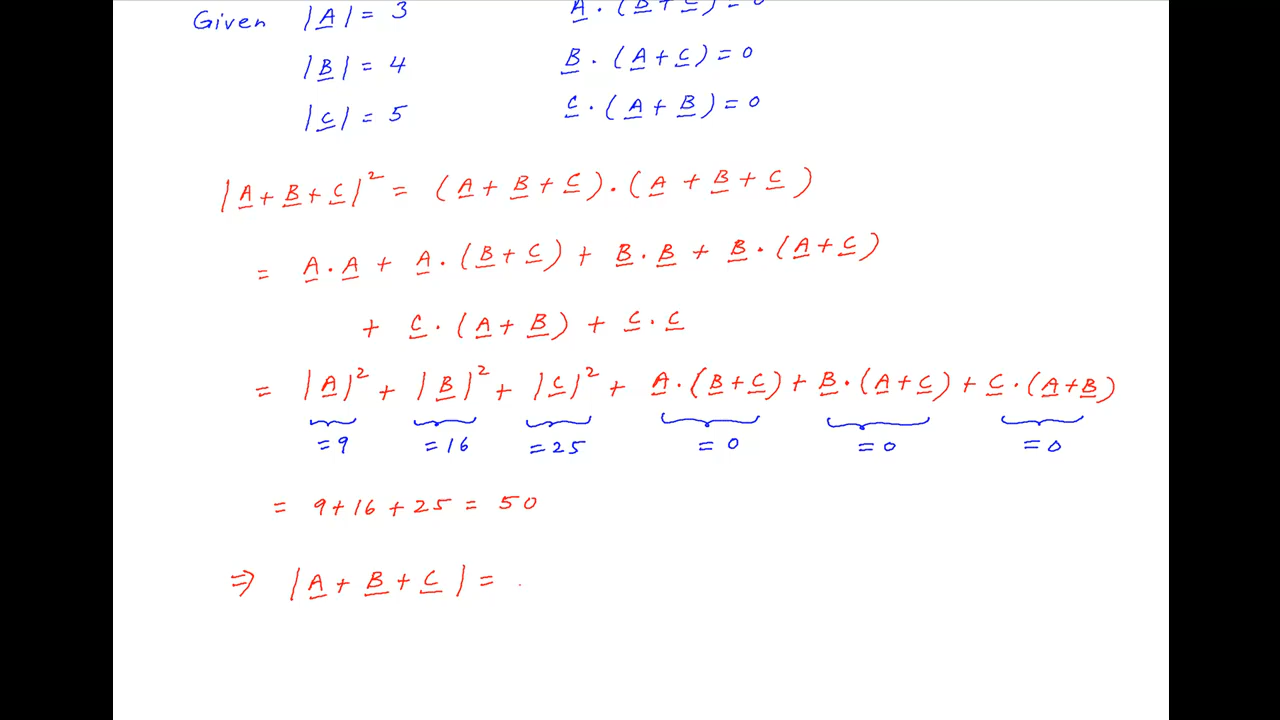 Given |A| = 3 A · (B + C) = 0
|B| = 4 B · (A + C) = 0
|C| = 5 C · (A + B) = 0
|A + B + C|² = (A + B + C) · (A + B + C)
= A · A + A · (B + C) + B · B + B · (A + C)
+ C · (A + B) + C · C
= |A|² + |B|² + |C|² + A · (B + C) + B · (A + C) + C · (A + B)
= 9 = 16 = 25 = 0 = 0 = 0
= 9 + 16 + 25 = 50
⇒ |A + B + C| =